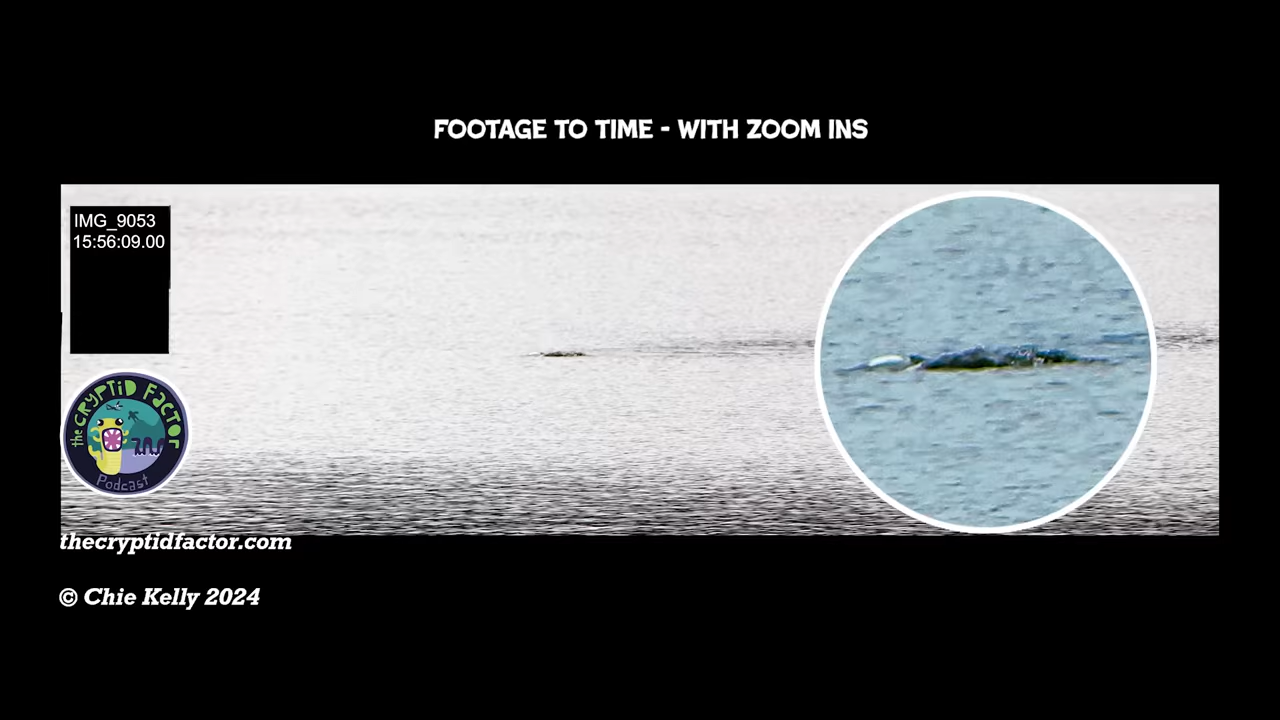 FOOTAGE TO TIME - WITH ZOOM INS
IMG_9053
15:56:09.00
the CRYPTID FACTOR
Podcast
thecryptidfactor.com
© Chie Kelly 2024